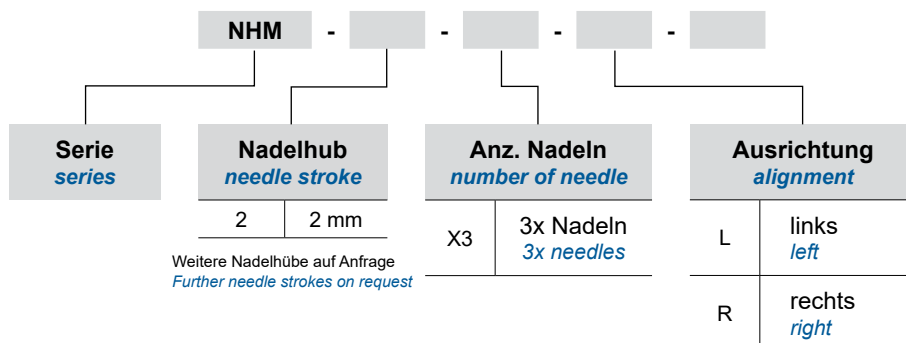 NHM - - - -
Serie
series
Nadelhub
needle stroke
2 2 mm
Weitere Nadelhübe auf Anfrage
Further needle strokes on request
Anz. Nadeln
number of needle
X3 3x Nadeln
3x needles
Ausrichtung
alignment
L links
left
R rechts
right